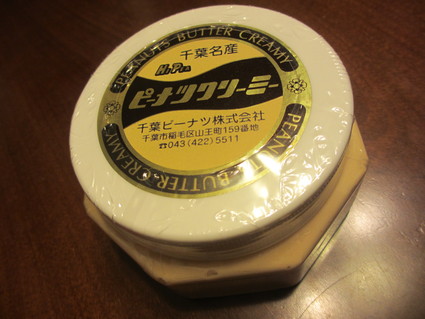 PEANUTS BUTTER CREAMY
千葉名産
ピーナツクリーミー
千葉ピーナツ株式会社
千葉市稲毛区山王町159番地
☎043(422)5511
PEANUTS BUTTER CREAMY